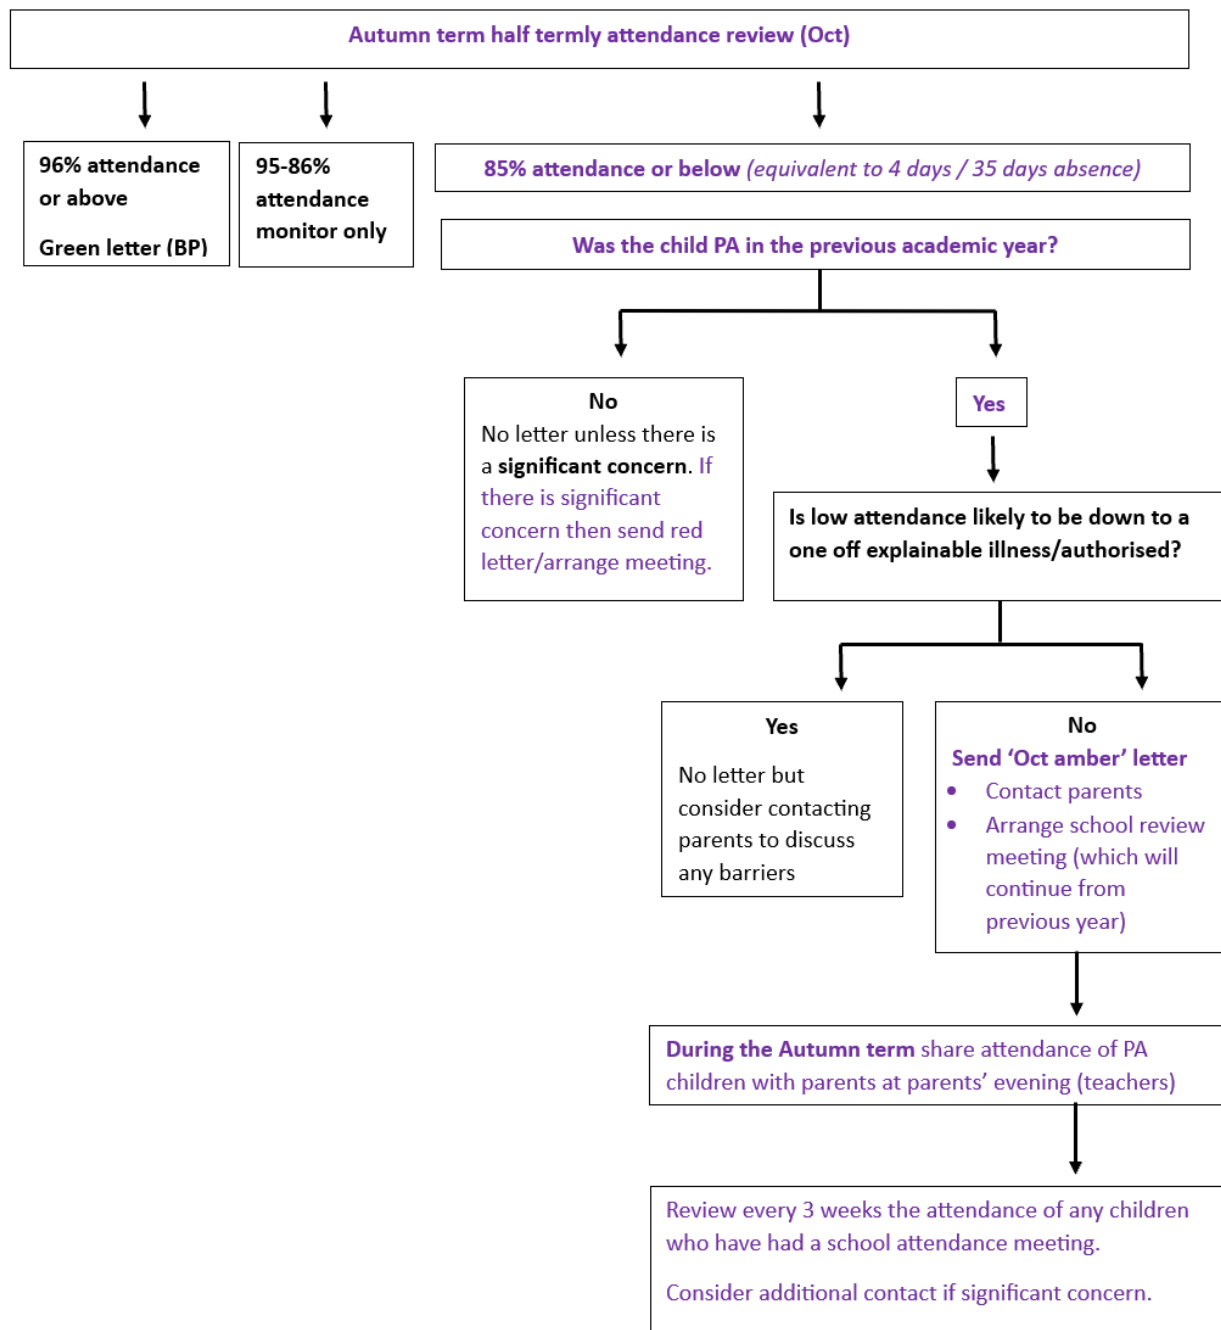 Autumn term half termly attendance review (Oct)
96% attendance
or above
Green letter (BP)
95-86%
attendance
monitor only
85% attendance or below (equivalent to 4 days / 35 days absence)
Was the child PA in the previous academic year?
No
No letter unless there is
a significant concern. If
there is significant
concern then send red
letter/arrange meeting.
Yes
Is low attendance likely to be down to a
one off explainable illness/authorised?
Yes
No letter but
consider contacting
parents to discuss
any barriers
No
Send ‘Oct amber’ letter
• Contact parents
• Arrange school review
meeting (which will
continue from
previous year)
During the Autumn term share attendance of PA
children with parents at parents’ evening (teachers)
Review every 3 weeks the attendance of any children
who have had a school attendance meeting.
Consider additional contact if significant concern.